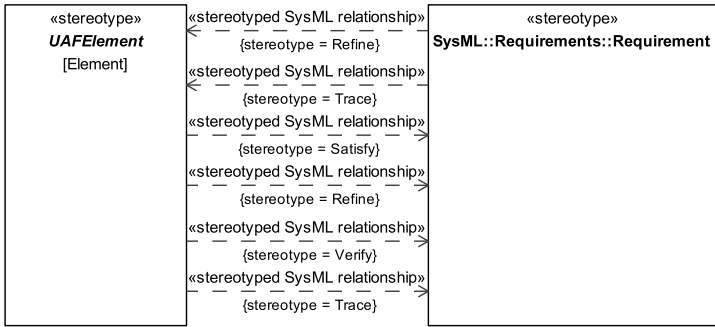 «stereotype»
UAFElement
[Element]
«stereotyped SysML relationship»
{stereotype = Refine}
«stereotyped SysML relationship»
{stereotype = Trace}
«stereotyped SysML relationship»
{stereotype = Satisfy}
«stereotyped SysML relationship»
{stereotype = Refine}
«stereotyped SysML relationship»
{stereotype = Verify}
«stereotyped SysML relationship»
{stereotype = Trace}
«stereotype»
SysML::Requirements::Requirement